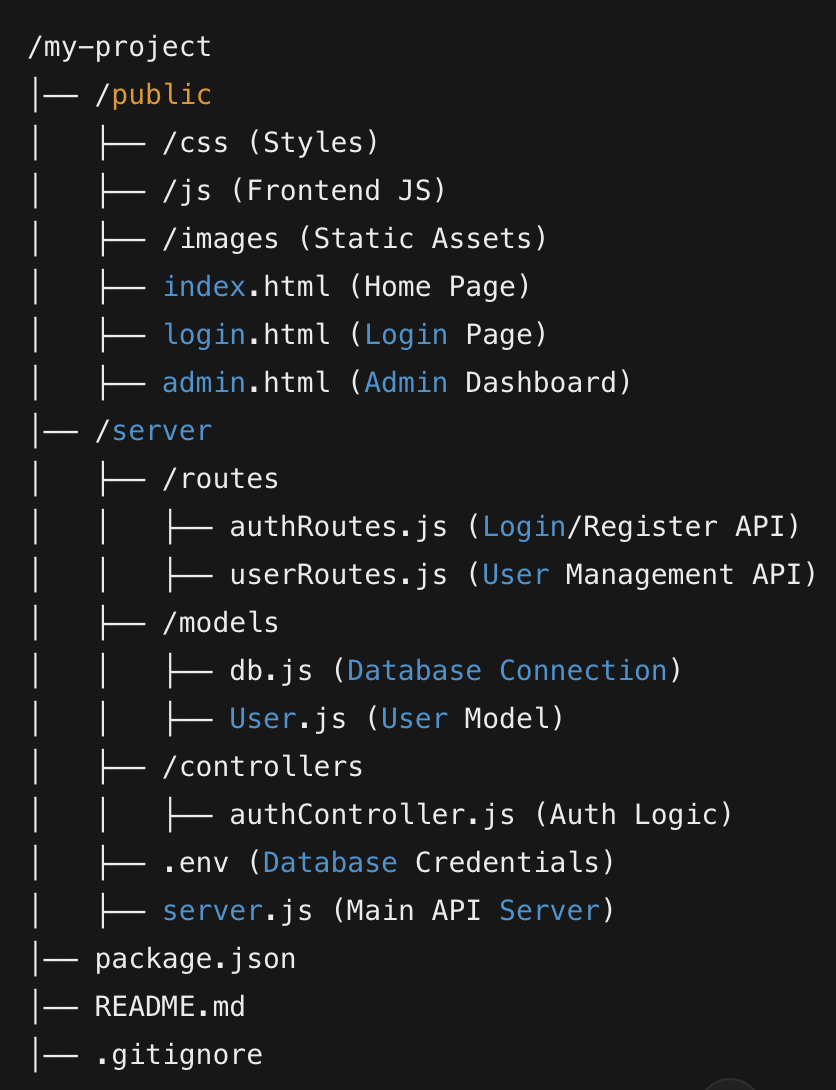 /my-project
│── /public
│   ├── /css (Styles)
│   ├── /js (Frontend JS)
│   ├── /images (Static Assets)
│   ├── index.html (Home Page)
│   ├── login.html (Login Page)
│   ├── admin.html (Admin Dashboard)
│── /server
│   ├── /routes
│   │   ├── authRoutes.js (Login/Register API)
│   │   ├── userRoutes.js (User Management API)
│   ├── /models
│   │   ├── db.js (Database Connection)
│   │   ├── User.js (User Model)
│   ├── /controllers
│   │   ├── authController.js (Auth Logic)
│   ├── .env (Database Credentials)
│   ├── server.js (Main API Server)
│── package.json
│── README.md
│── .gitignore